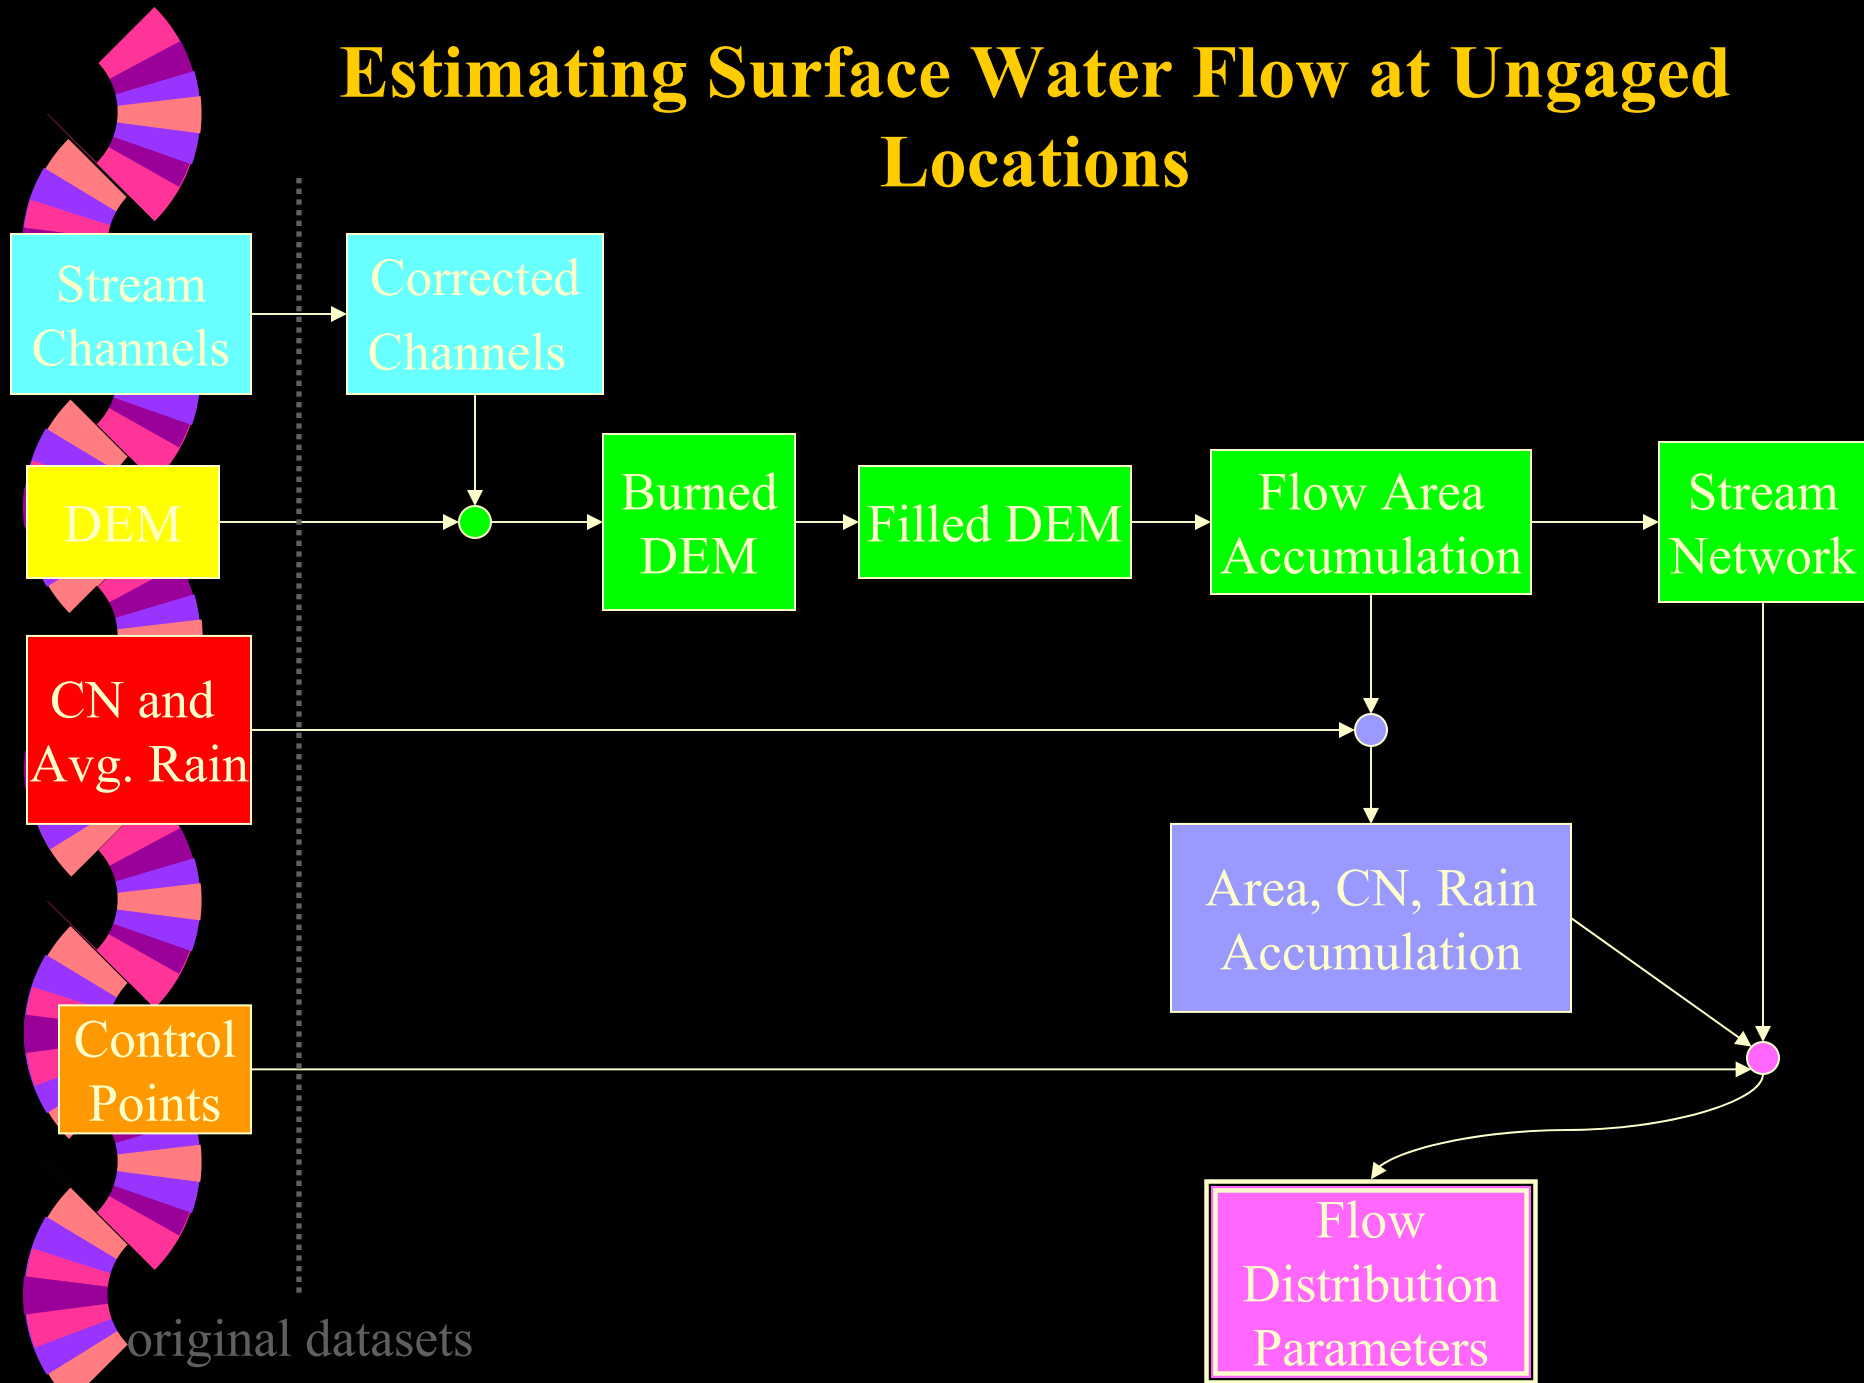 Estimating Surface Water Flow at Ungaged
Locations
Stream
Channels
Corrected
Channels
DEM
Burned
DEM
Filled DEM
Flow Area
Accumulation
Stream
Network
CN and
Avg. Rain
Area, CN, Rain
Accumulation
Control
Points
Flow
Distribution
Parameters
original datasets